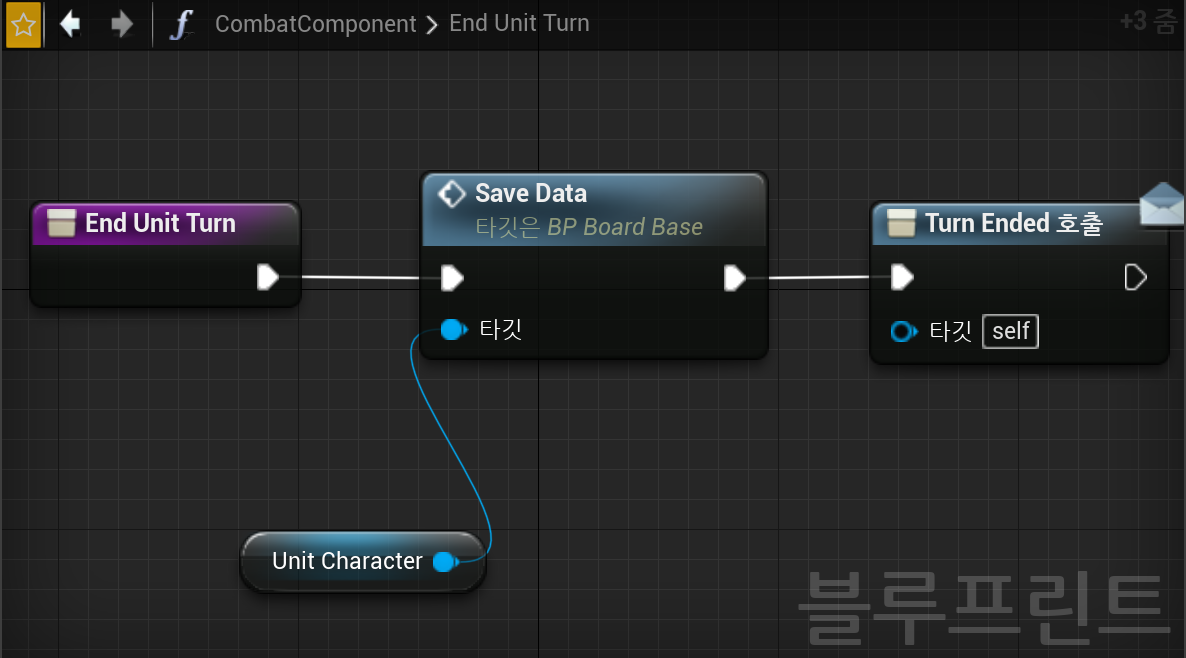 CombatComponent > End Unit Turn
+3 줌
End Unit Turn
Save Data
타깃은 BP Board Base
타깃
Turn Ended 호출
타깃 self
Unit Character
블루프린트